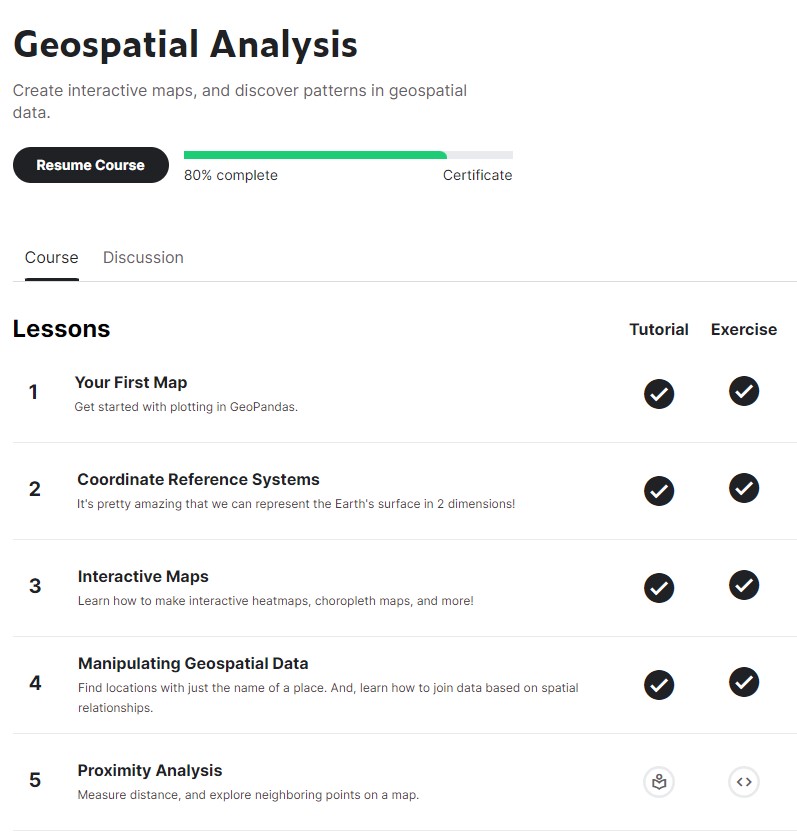 Geospatial Analysis
Create interactive maps, and discover patterns in geospatial
data.
Resume Course
80% complete
Certificate
Course
Discussion
Lessons
Tutorial
Exercise
1
Your First Map
Get started with plotting in GeoPandas.
2
Coordinate Reference Systems
It's pretty amazing that we can represent the Earth's surface in 2 dimensions!
3
Interactive Maps
Learn how to make interactive heatmaps, choropleth maps, and more!
4
Manipulating Geospatial Data
Find locations with just the name of a place. And, learn how to join data based on spatial
relationships.
5
Proximity Analysis
Measure distance, and explore neighboring points on a map.